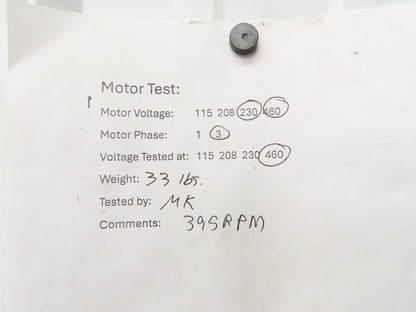 Motor Test:
Motor Voltage: 115 208 230 460
Motor Phase: 1 3
Voltage Tested at: 115 208 230 460
Weight: 33 lbs.
Tested by: MK
Comments: 395RPM